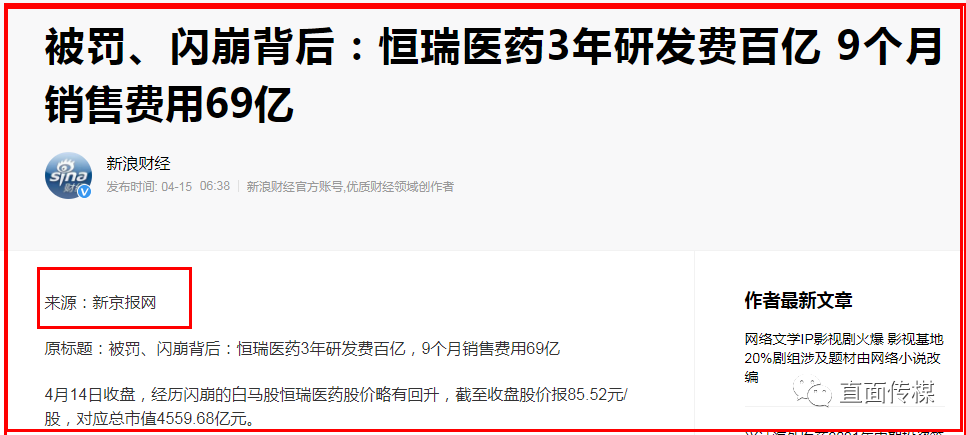 被罚、闪崩背后：恒瑞医药3年研发费百亿 9个月
销售费用69亿
sina
财经
新浪财经
发布时间: 04-15 06:38 新浪财经官方账号,优质财经领域创作者
来源：新京报网
原标题：被罚、闪崩背后：恒瑞医药3年研发费百亿，9个月销售费用69亿
4月14日收盘，经历闪崩的白马股恒瑞医药股价略有回升，截至收盘股价报85.52元/
股，对应总市值4559.68亿元。
作者最新文章
网络文学IP影视剧火爆 影视基地
20%剧组涉及题材由网络小说改
编
直面传媒